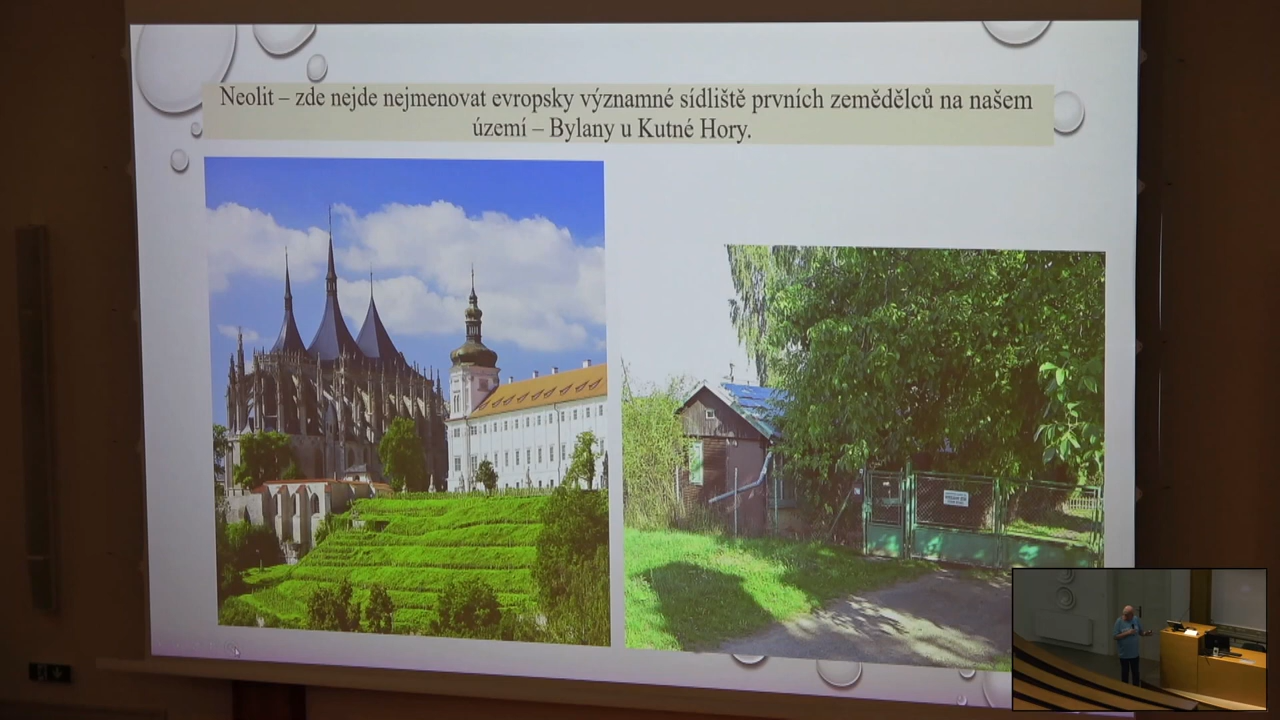 Neolit – zde nejde nejmenovat evropsky významné sídliště prvních zemědělců na našem
území – Bylany u Kutné Hory.